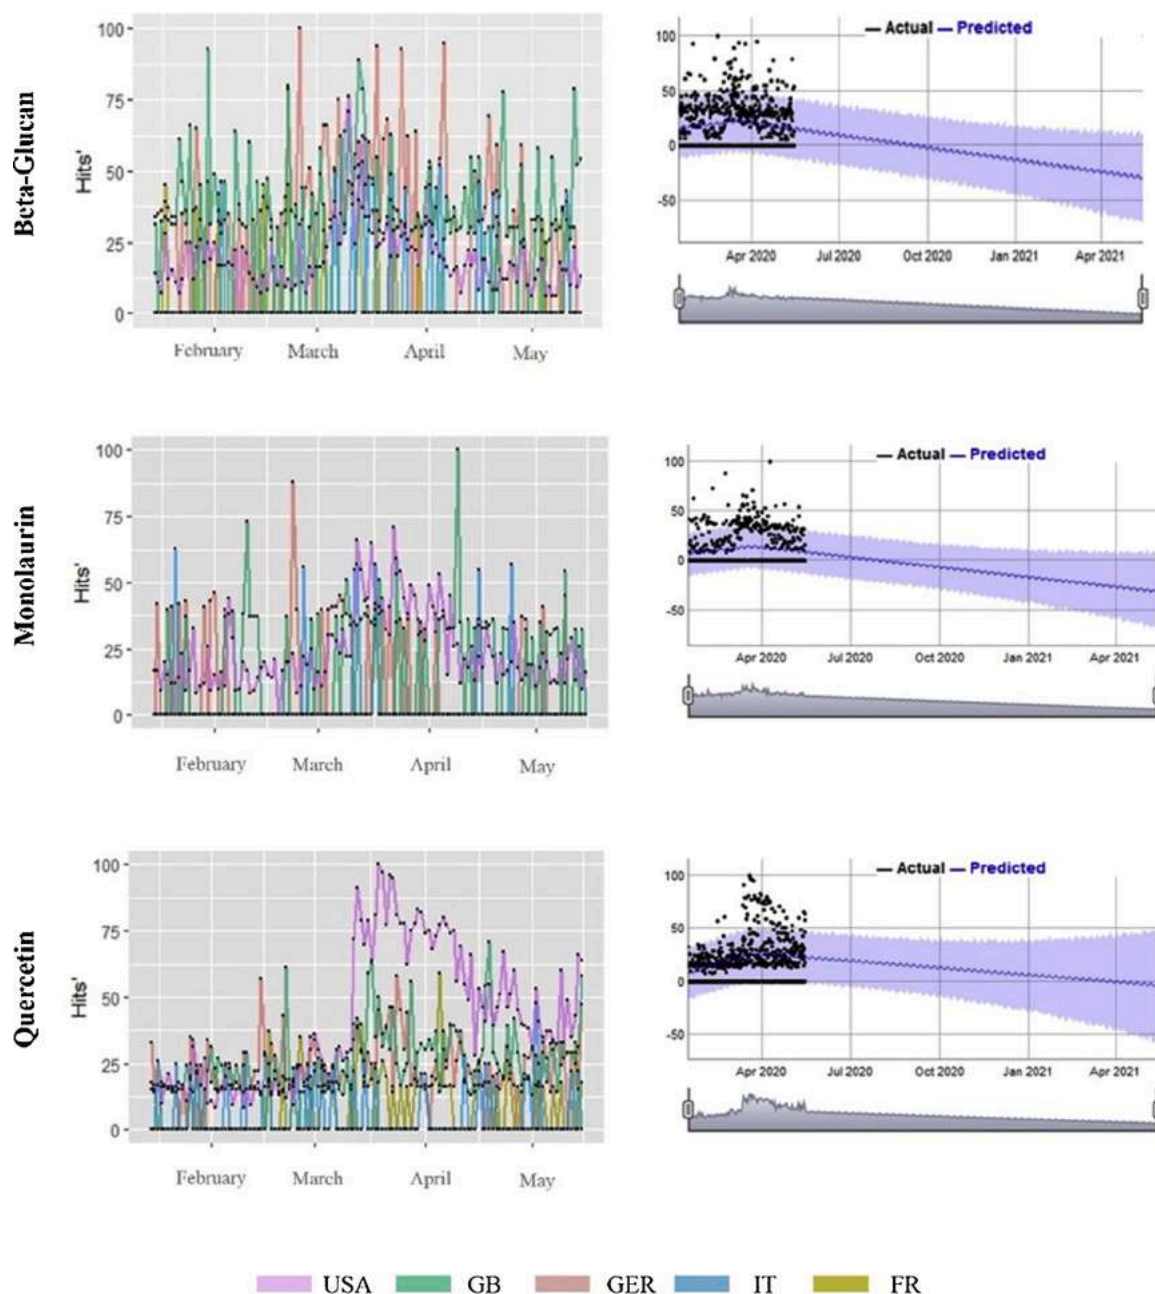 Beta-Glucan
Hits'
100
75
50
25
0
February March April May
Actual Predicted
100
50
0
-50
Apr 2020 Jul 2020 Oct 2020 Jan 2021 Apr 2021
Monolaurin
Hits'
100
75
50
25
0
February March April May
Actual Predicted
100
50
0
-50
Apr 2020 Jul 2020 Oct 2020 Jan 2021 Apr 2021
Quercetin
Hits'
100
75
50
25
0
February March April May
Actual Predicted
100
50
0
-50
Apr 2020 Jul 2020 Oct 2020 Jan 2021 Apr 2021
USA GB GER IT FR